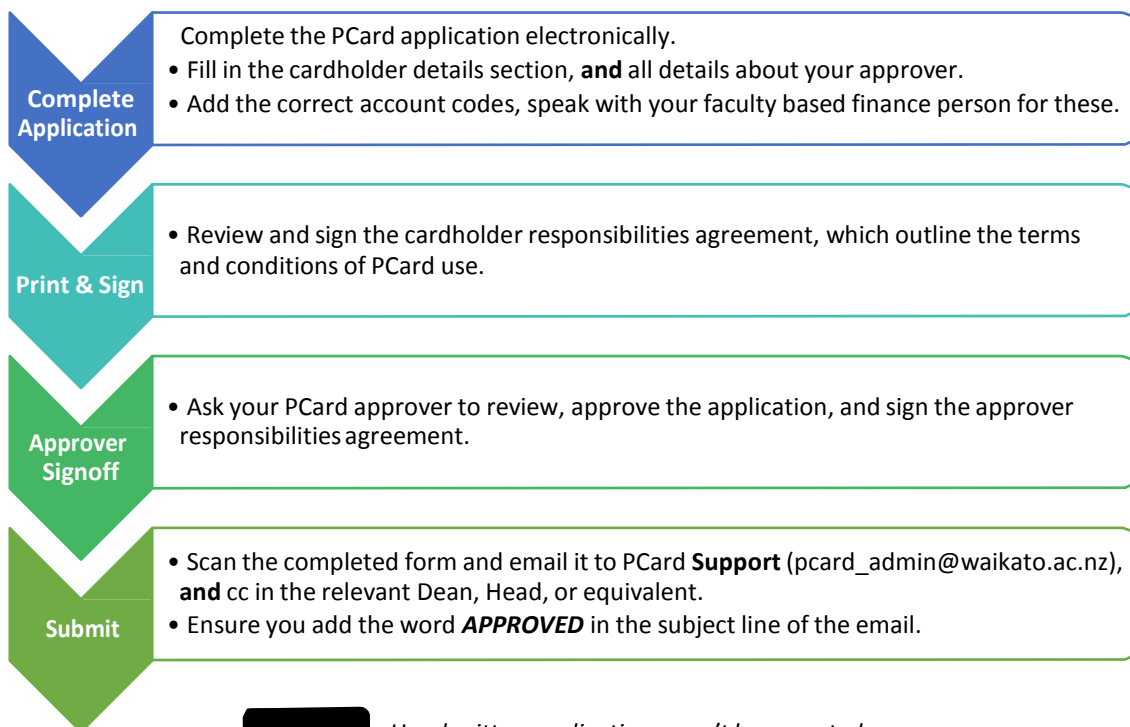 Complete the PCard application electronically.
• Fill in the cardholder details section, and all details about your approver.
• Add the correct account codes, speak with your faculty based finance person for these.
Complete
Application
• Review and sign the cardholder responsibilities agreement, which outline the terms
and conditions of PCard use.
Print & Sign
• Ask your PCard approver to review, approve the application, and sign the approver
responsibilities agreement.
Approver
Signoff
• Scan the completed form and email it to PCard Support (pcard_admin@waikato.ac.nz),
and cc in the relevant Dean, Head, or equivalent.
• Ensure you add the word APPROVED in the subject line of the email.
Submit